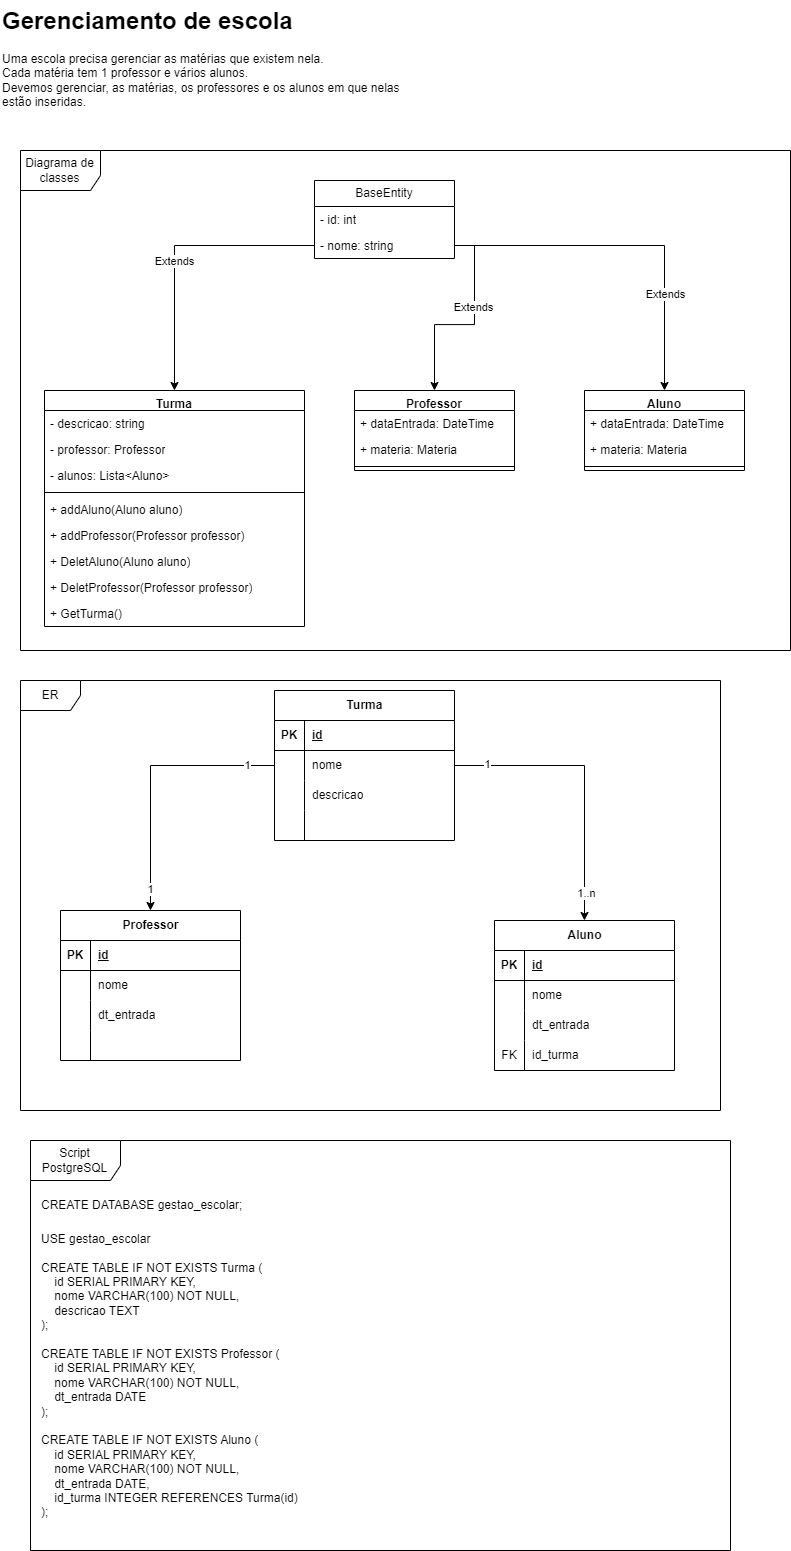 Gerenciamento de escola
Uma escola precisa gerenciar as matérias que existem nela.
Cada matéria tem 1 professor e vários alunos.
Devemos gerenciar, as matérias, os professores e os alunos em que nelas
estão inseridas.
Diagrama de
classes
BaseEntity
- id: int
- nome: string
Extends
Extends
Extends
Turma
- descricao: string
- professor: Professor
- alunos: Lista<Aluno>
+ addAluno(Aluno aluno)
+ addProfessor(Professor professor)
+ DeletAluno(Aluno aluno)
+ DeletProfessor(Professor professor)
+ GetTurma()
Professor
+ dataEntrada: DateTime
+ materia: Materia
Aluno
+ dataEntrada: DateTime
+ materia: Materia
ER
Turma
PK id
nome
descricao
1
1
1
1..n
Professor
PK id
nome
dt_entrada
Aluno
PK id
nome
dt_entrada
FK id_turma
Script
PostgreSQL
CREATE DATABASE gestao_escolar;
USE gestao_escolar
CREATE TABLE IF NOT EXISTS Turma (
id SERIAL PRIMARY KEY,
nome VARCHAR(100) NOT NULL,
descricao TEXT
);
CREATE TABLE IF NOT EXISTS Professor (
id SERIAL PRIMARY KEY,
nome VARCHAR(100) NOT NULL,
dt_entrada DATE
);
CREATE TABLE IF NOT EXISTS Aluno (
id SERIAL PRIMARY KEY,
nome VARCHAR(100) NOT NULL,
dt_entrada DATE,
id_turma INTEGER REFERENCES Turma(id)
);